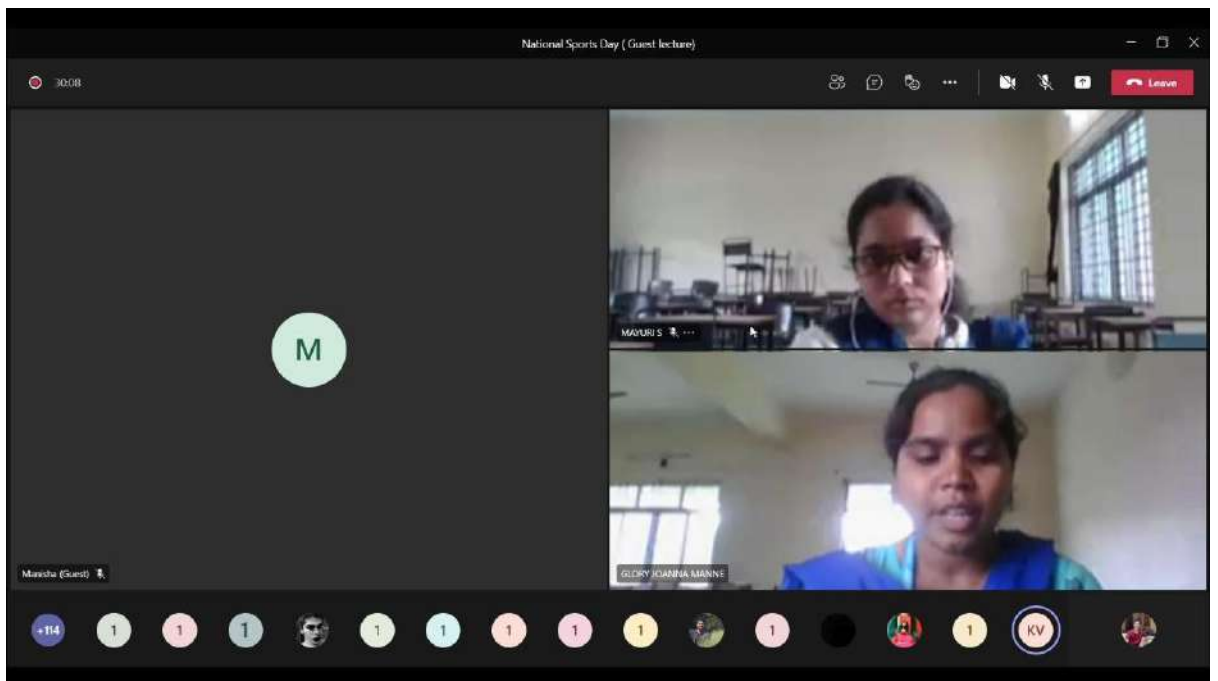 National Sports Day ( Guest lecture)
30:08
Leave
M
MAYURI S
Manisha (Guest)
GLORY JOANNA MANNE
+114
1
1
1
1
1
1
1
1
1
1
KV